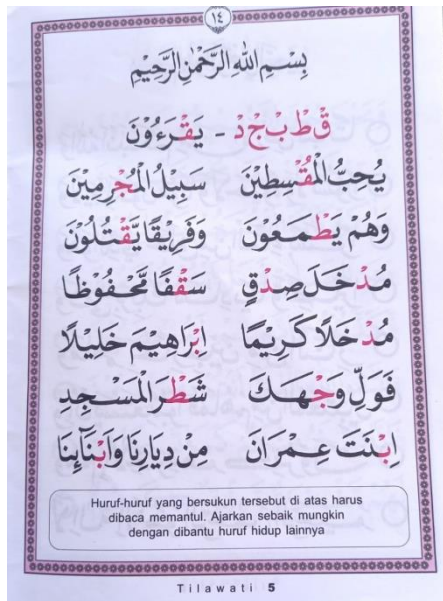 ١٤
بِسْمِ اللهِ الرَّحْمٰنِ الرَّحِيْمِ
قْ طْ بْ جْ دْ - يَقْرَءُوْنَ
يُحِبُّ الْمُقْسِطِيْنَ سَبِيْلُ الْمُجْرِمِيْنَ
وَهُمْ يَطْمَعُوْنَ وَفَرِيْقًا يَّقْتُلُوْنَ
مُدْخَلَ صِدْقٍ سَقْفًا مَّحْفُوْظًا
مُدْخَلًا كَرِيْمًا اِبْرَاهِيْمَ خَلِيْلًا
فَوَلِّ وَجْهَكَ شَطْرَ الْمَسْجِدِ
اِبْنَتَ عِمْرَانَ مِنْ دِيَارِنَا وَاَبْنَآئِنَا
Huruf-huruf yang bersukun tersebut di atas harus
dibaca memantul. Ajarkan sebaik mungkin
dengan dibantu huruf hidup lainnya
Tilawati 5